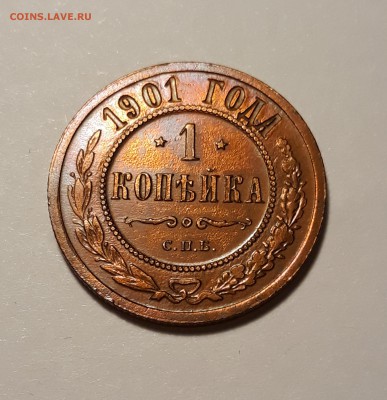 COINS.LAVE.RU
1901 ГОДА
* 1 *
КОПѢЙКА
С.П.Б.